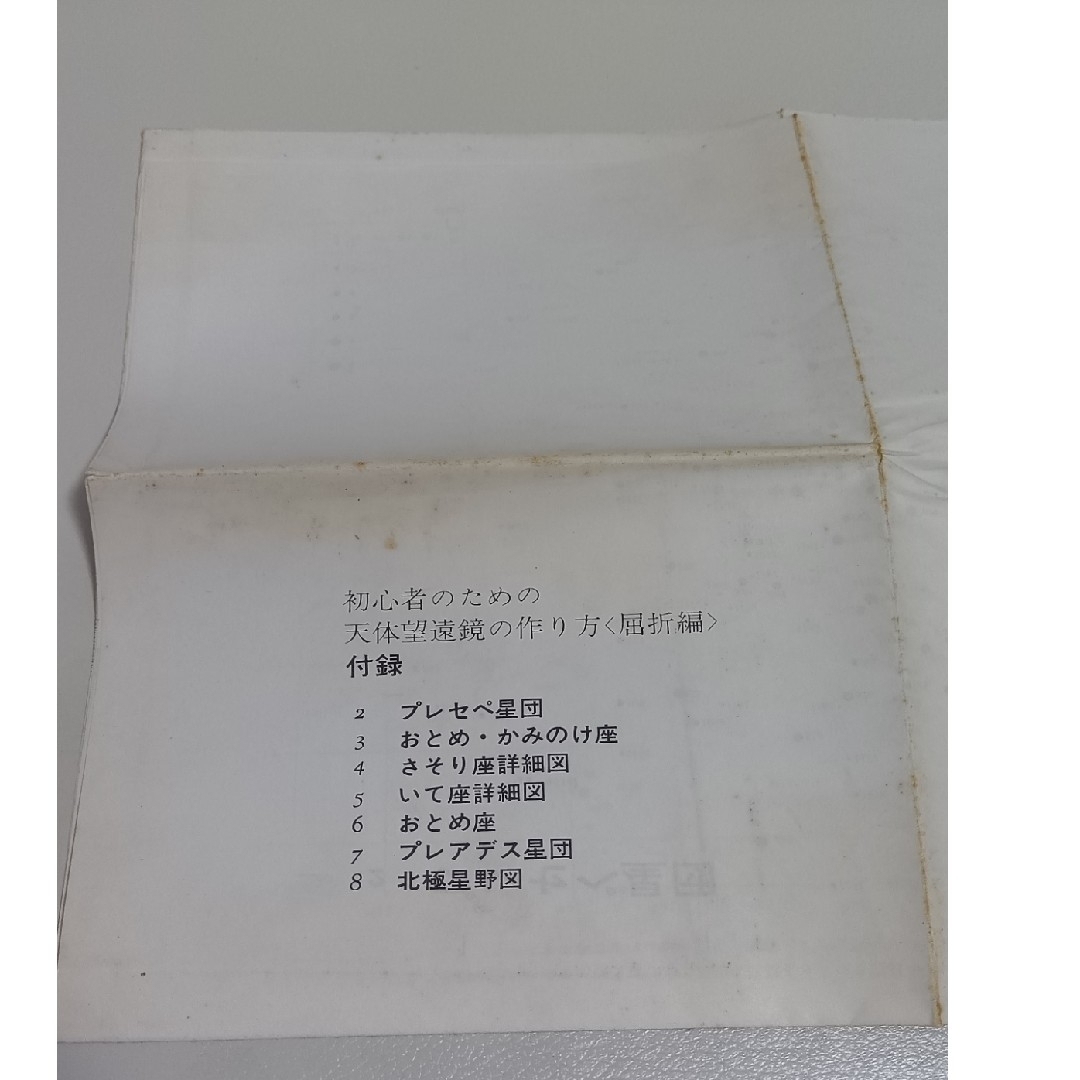 初心者のための
天体望遠鏡の作り方〈屈折編〉
付録
2 プレセペ星団
3 おとめ・かみのけ座
4 さそり座詳細図
5 いて座詳細図
6 おとめ座
7 プレアデス星団
8 北極星野図